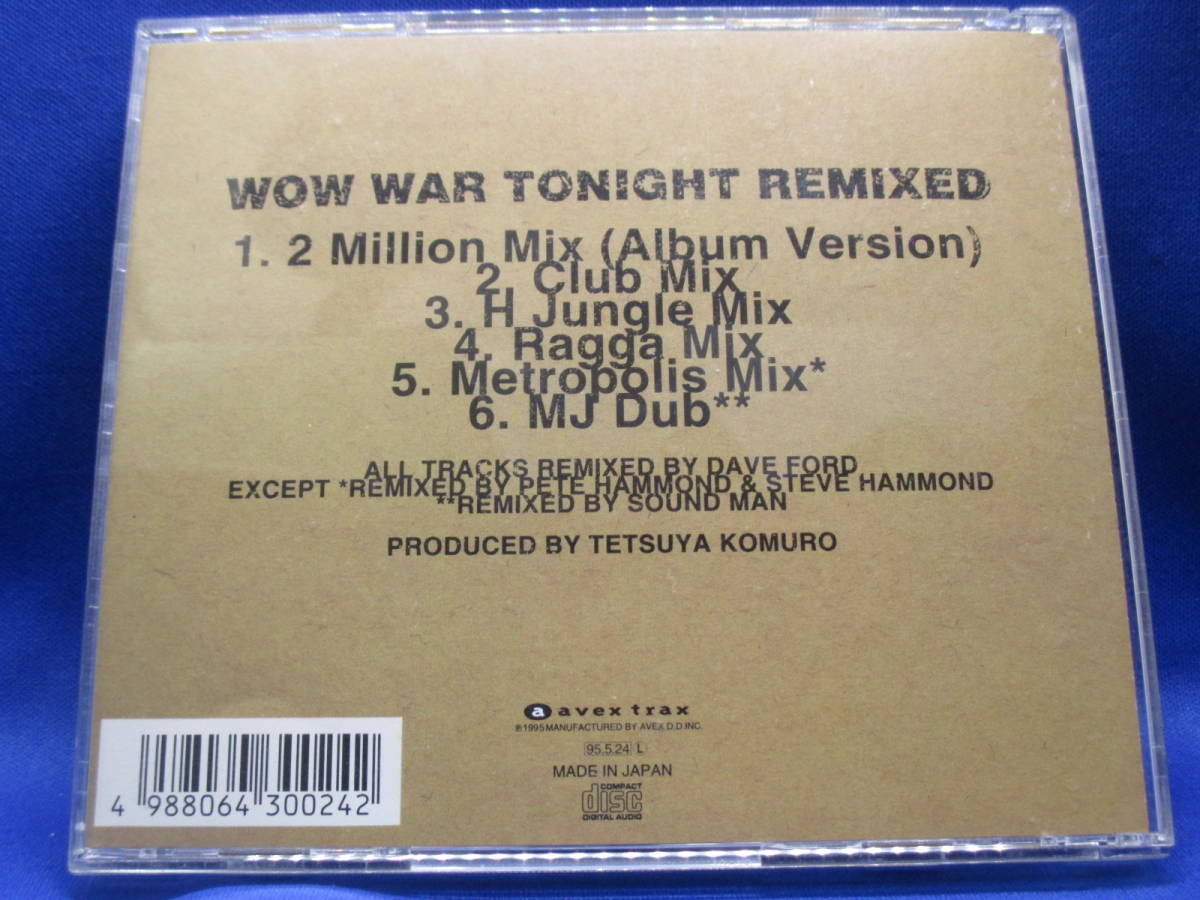 WOW WAR TONIGHT REMIXED
1. 2 Million Mix (Album Version)
2. Club Mix
3. H Jungle Mix
4. Ragga Mix
5. Metropolis Mix*
6. MJ Dub**
ALL TRACKS REMIXED BY DAVE FORD
EXCEPT *REMIXED BY PETE HAMMOND & STEVE HAMMOND
**REMIXED BY SOUND MAN
PRODUCED BY TETSUYA KOMURO
a avex trax
℗1995 MANUFACTURED BY AVEX D.D.INC.
95.5.24 L
MADE IN JAPAN
COMPACT
disc
DIGITAL AUDIO
4 988064 300242